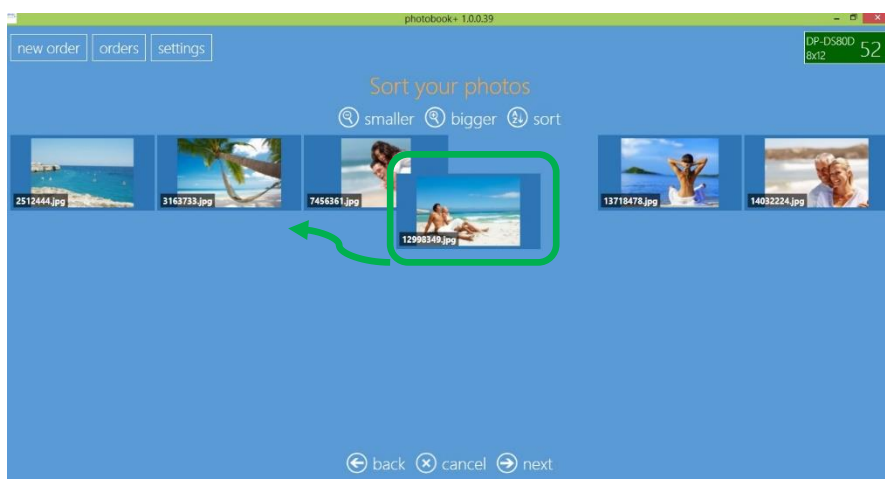 photobook+ 1.0.0.39
new order orders settings
DP-DS80D
8x12 52
Sort your photos
smaller bigger sort
2512444.jpg 3163733.jpg 7456361.jpg 13718478.jpg 14032224.jpg
12998349.jpg
back cancel next